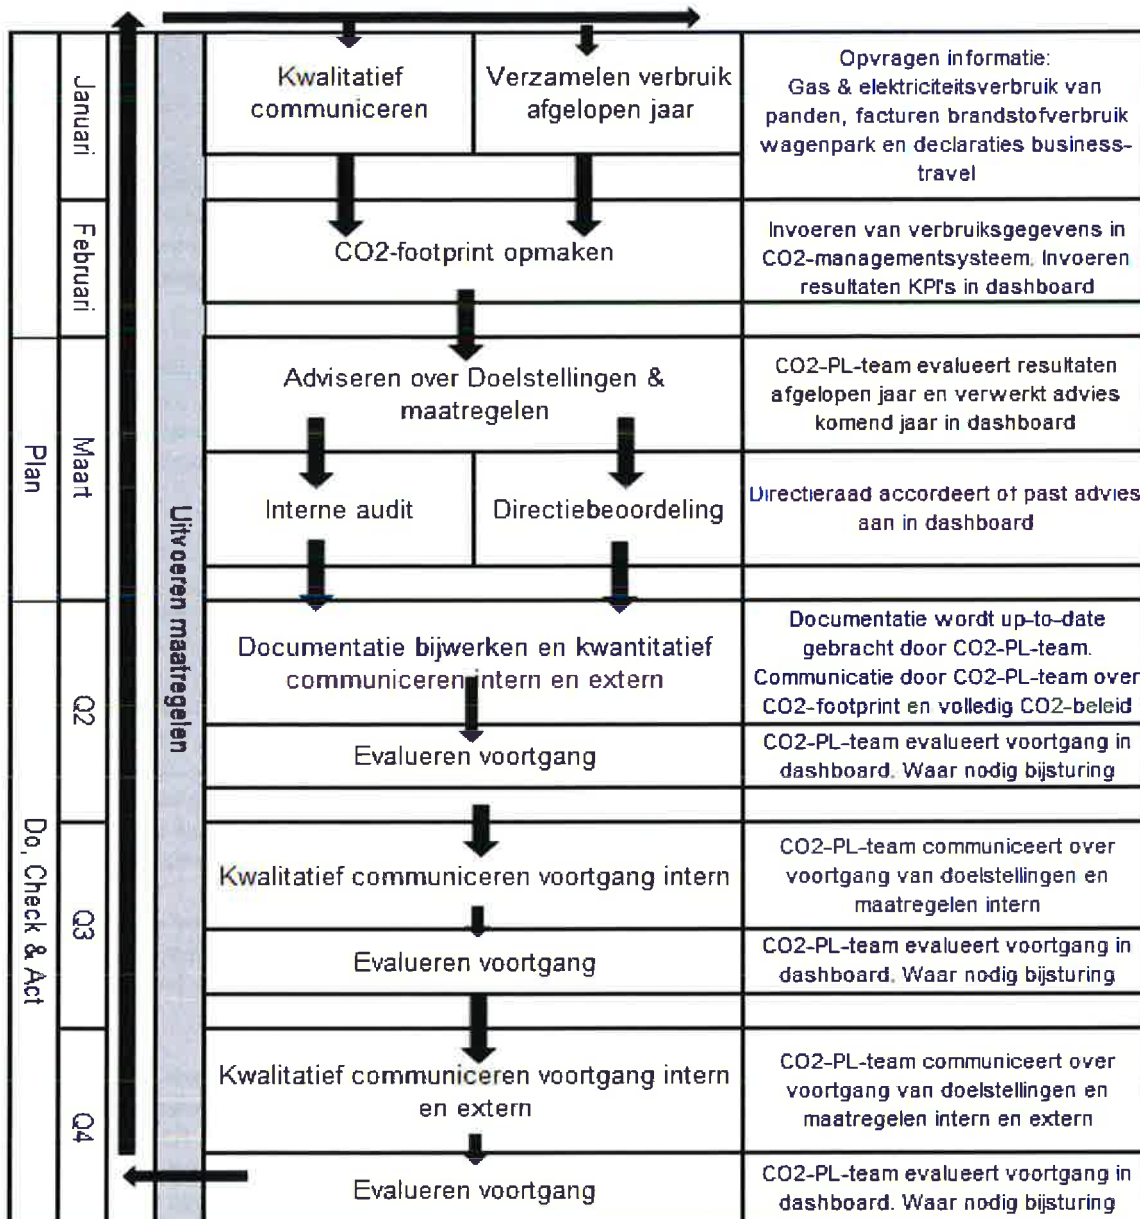 Januari
Kwalitatief
communiceren
Verzamelen verbruik
afgelopen jaar
Opvragen informatie:
Gas & elektriciteitsverbruik van
panden, facturen brandstofverbruik
wagenpark en declaraties business-
travel
Februari
CO2-footprint opmaken
Invoeren van verbruiksgegevens in
CO2-managementsysteem. Invoeren
resultaten KPI's in dashboard
Plan
Maart
Adviseren over Doelstellingen &
maatregelen
CO2-PL-team evalueert resultaten
afgelopen jaar en verwerkt advies
komend jaar in dashboard
Interne audit
Directiebeoordeling
Directieraad accordeert of past advies
aan in dashboard
Uitvoeren maatregelen
Do, Check & Act
Q2
Documentatie bijwerken en kwantitatief
communiceren intern en extern
Documentatie wordt up-to-date
gebracht door CO2-PL-team.
Communicatie door CO2-PL-team over
CO2-footprint en volledig CO2-beleid
Evalueren voortgang
CO2-PL-team evalueert voortgang in
dashboard. Waar nodig bijsturing
Q3
Kwalitatief communiceren voortgang intern
CO2-PL-team communiceert over
voortgang van doelstellingen en
maatregelen intern
Evalueren voortgang
CO2-PL-team evalueert voortgang in
dashboard. Waar nodig bijsturing
Q4
Kwalitatief communiceren voortgang intern
en extern
CO2-PL-team communiceert over
voortgang van doelstellingen en
maatregelen intern en extern
Evalueren voortgang
CO2-PL-team evalueert voortgang in
dashboard. Waar nodig bijsturing